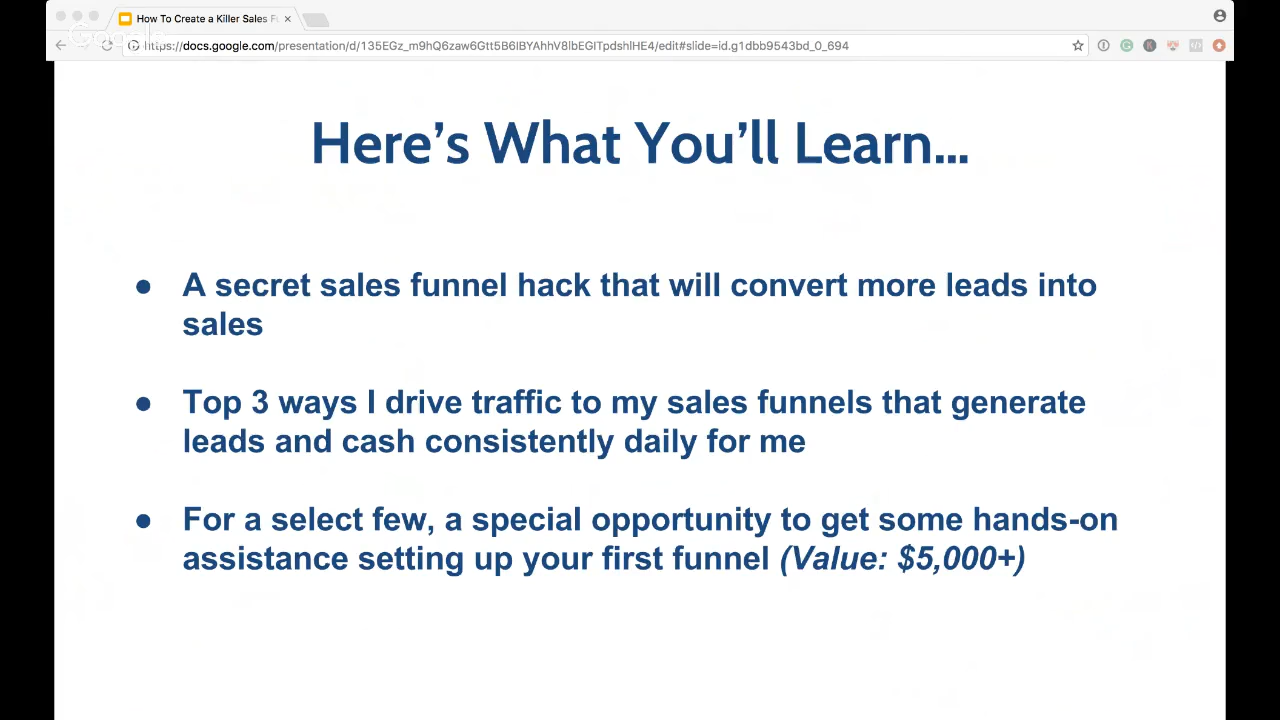 How To Create a Killer Sales Fu
Google
https://docs.google.com/presentation/d/135EGz_m9hQ6zaw6Gtt5B6lBYAhhV8lbEGlTpdshlHE4/edit#slide=id.g1dbb9543bd_0_694
Here's What You'll Learn...
● A secret sales funnel hack that will convert more leads into
sales
● Top 3 ways I drive traffic to my sales funnels that generate
leads and cash consistently daily for me
● For a select few, a special opportunity to get some hands-on
assistance setting up your first funnel (Value: $5,000+)